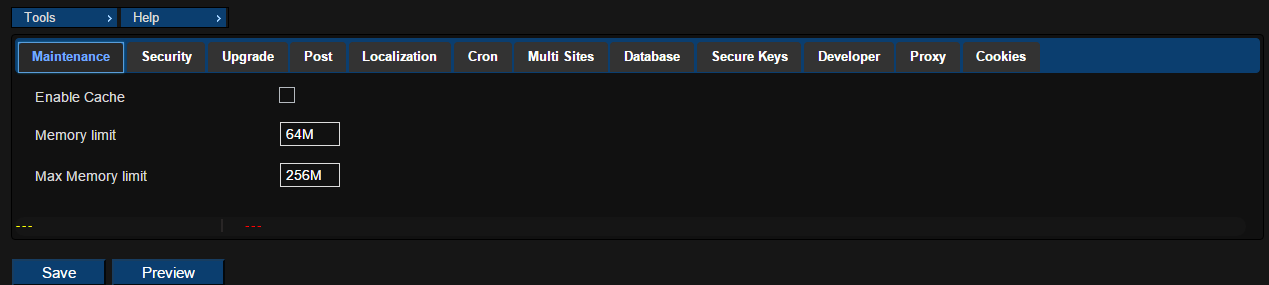 Tools > Help >
Maintenance Security Upgrade Post Localization Cron Multi Sites Database Secure Keys Developer Proxy Cookies
Enable Cache
Memory limit 64M
Max Memory limit 256M
--- | ---
Save Preview